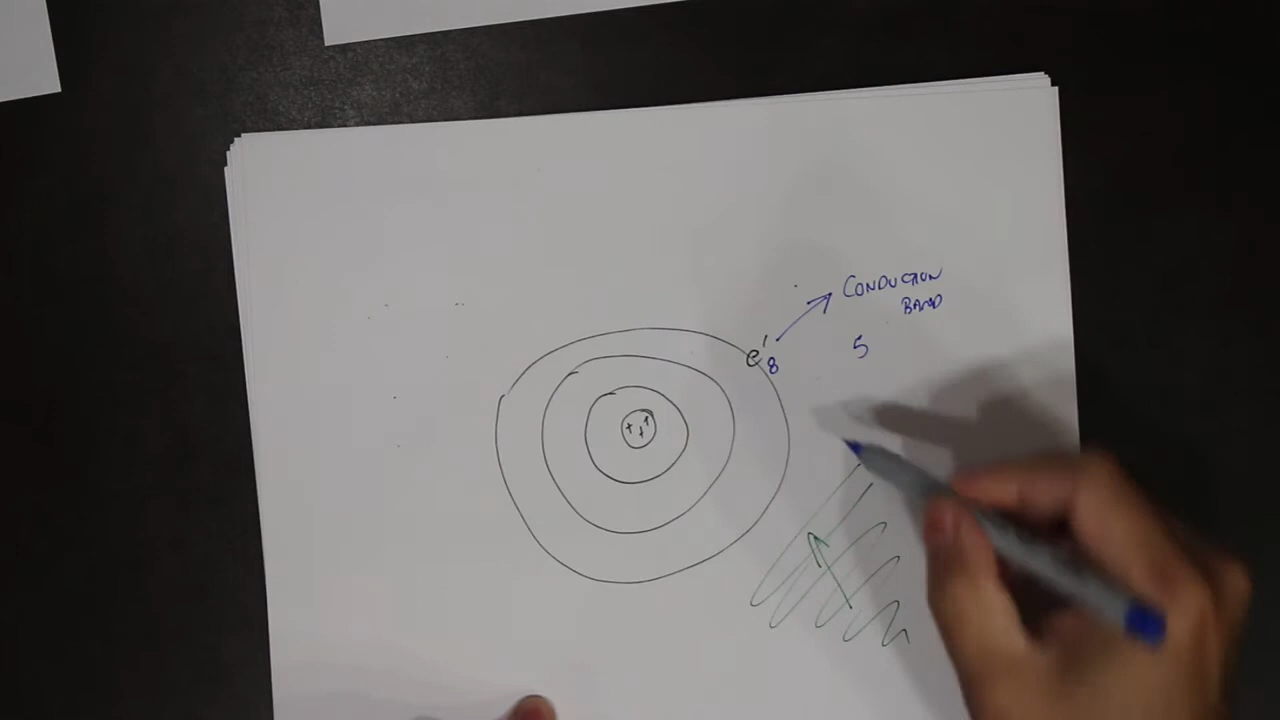 CONDUCTION
BAND
5
e'
8
+ + +